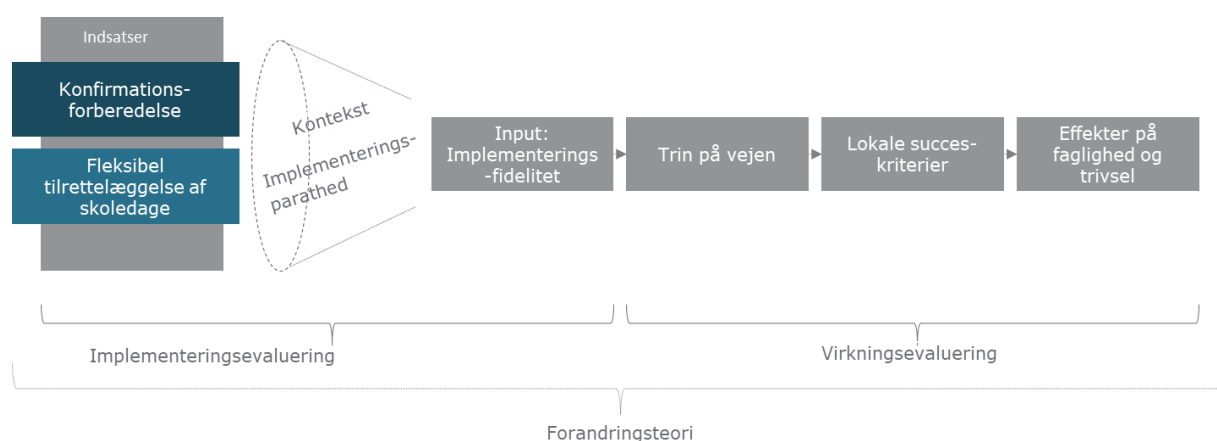 Indsatser
Konfirmations-
forberedelse
Fleksibel
tilrettelæggelse af
skoledage
Kontekst
Implementerings-
parathed
Input:
Implementerings
-fidelitet
Trin på vejen
Lokale succes-
kriterier
Effekter på
faglighed og
trivsel
Implementeringsevaluering
Virkningsevaluering
Forandringsteori